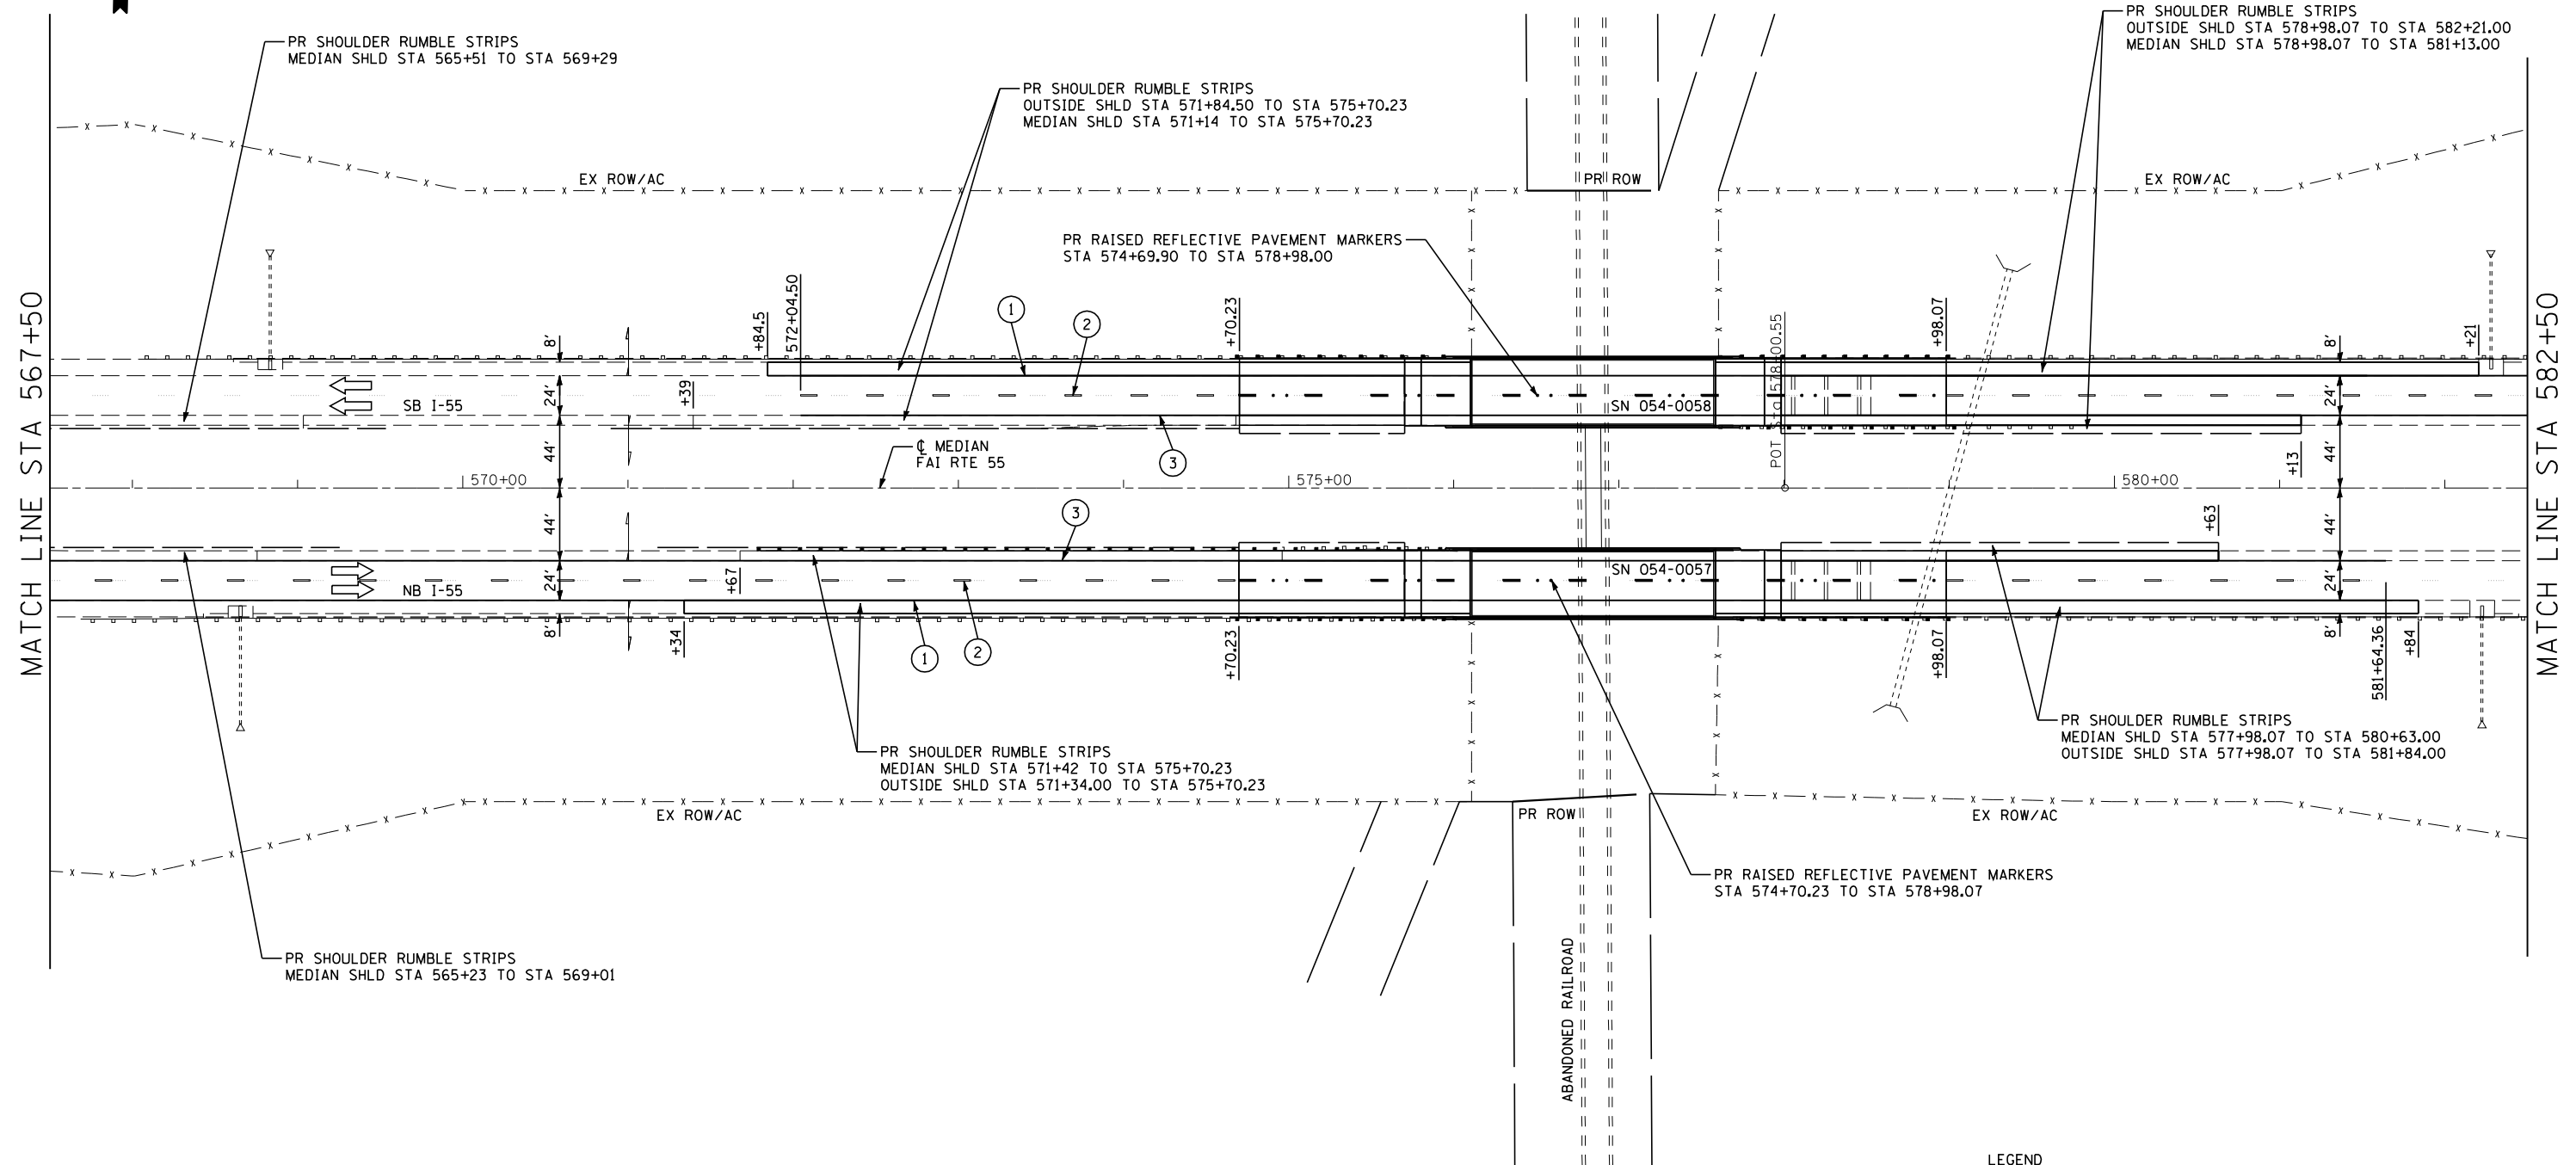 PR SHOULDER RUMBLE STRIPS
MEDIAN SHLD STA 565+51 TO STA 569+29
PR SHOULDER RUMBLE STRIPS
OUTSIDE SHLD STA 571+84.50 TO STA 575+70.23
MEDIAN SHLD STA 571+14 TO STA 575+70.23
PR SHOULDER RUMBLE STRIPS
OUTSIDE SHLD STA 578+98.07 TO STA 582+21.00
MEDIAN SHLD STA 578+98.07 TO STA 581+13.00
EX ROW/AC
PR ROW
EX ROW/AC
PR RAISED REFLECTIVE PAVEMENT MARKERS
STA 574+69.90 TO STA 578+98.00
MATCH LINE STA 567+50
MATCH LINE STA 582+50
8'
+84.5
572+04.50
1
2
+70.23
+98.07
8'
+21
24'
SB I-55
+39
SN 054-0058
POT Sta 578+00.55
24'
44'
℄ MEDIAN
FAI RTE 55
3
+13
44'
570+00
575+00
580+00
44'
3
+63
44'
24'
NB I-55
+67
SN 054-0057
24'
8'
+34
1
2
+70.23
+98.07
8'
581+64.36
+84
PR SHOULDER RUMBLE STRIPS
MEDIAN SHLD STA 571+42 TO STA 575+70.23
OUTSIDE SHLD STA 571+34.00 TO STA 575+70.23
PR SHOULDER RUMBLE STRIPS
MEDIAN SHLD STA 577+98.07 TO STA 580+63.00
OUTSIDE SHLD STA 577+98.07 TO STA 581+84.00
EX ROW/AC
PR ROW
EX ROW/AC
PR RAISED REFLECTIVE PAVEMENT MARKERS
STA 574+70.23 TO STA 578+98.07
PR SHOULDER RUMBLE STRIPS
MEDIAN SHLD STA 565+23 TO STA 569+01
ABANDONED RAILROAD
LEGEND